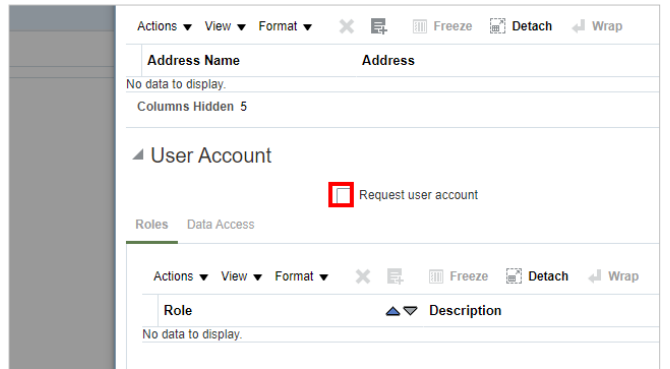 Actions View Format Freeze Detach Wrap
Address Name Address
No data to display.
Columns Hidden 5
User Account
Request user account
Roles Data Access
Actions View Format Freeze Detach Wrap
Role Description
No data to display.